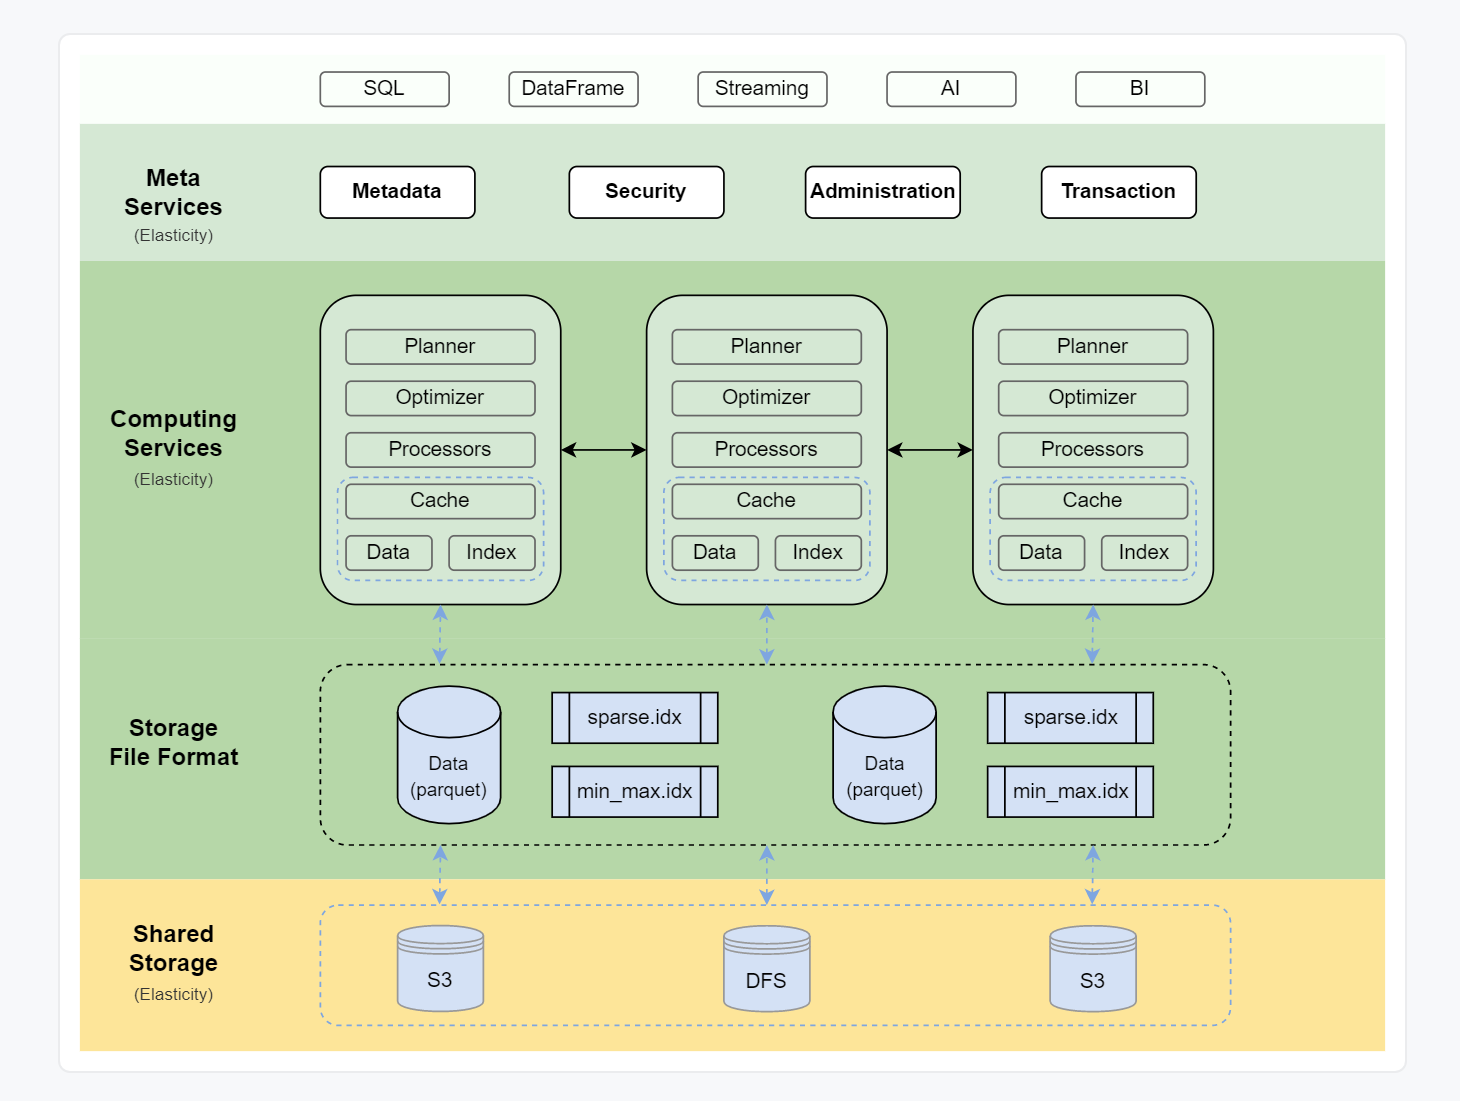 SQL
DataFrame
Streaming
AI
BI
Meta
Services
(Elasticity)
Metadata
Security
Administration
Transaction
Computing
Services
(Elasticity)
Planner
Optimizer
Processors
Cache
Data
Index
Planner
Optimizer
Processors
Cache
Data
Index
Planner
Optimizer
Processors
Cache
Data
Index
Storage
File Format
Data
(parquet)
sparse.idx
min_max.idx
Data
(parquet)
sparse.idx
min_max.idx
Shared
Storage
(Elasticity)
S3
DFS
S3